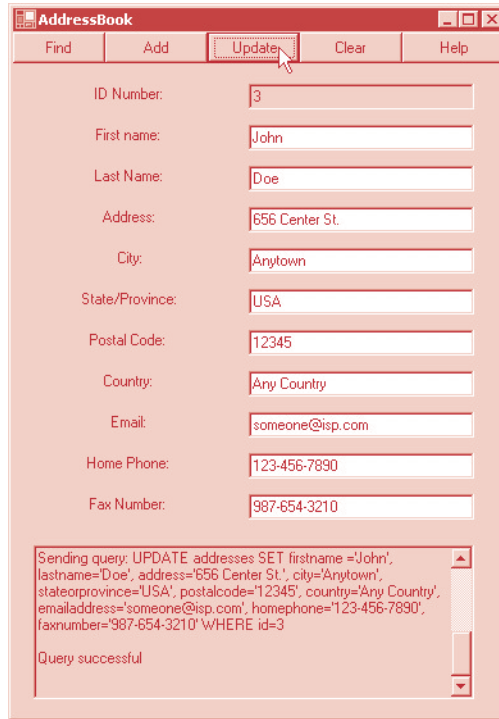 AddressBook
Find Add Update Clear Help
ID Number: 3
First name: John
Last Name: Doe
Address: 656 Center St.
City: Anytown
State/Province: USA
Postal Code: 12345
Country: Any Country
Email: someone@isp.com
Home Phone: 123-456-7890
Fax Number: 987-654-3210
Sending query: UPDATE addresses SET firstname ='John',
lastname='Doe', address='656 Center St.', city='Anytown',
stateorprovince='USA', postalcode='12345', country='Any Country',
emailaddress='someone@isp.com', homephone='123-456-7890',
faxnumber='987-654-3210' WHERE id=3
Query successful